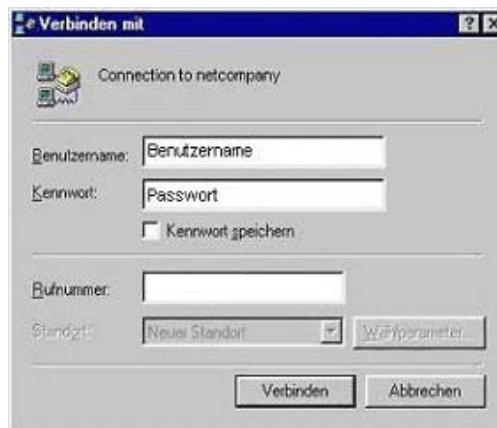 Verbinden mit
Connection to netcompany
Benutzername: Benutzername
Kennwort: Passwort
Kennwort speichern
Rufnummer:
Standort: Neuer Standort Wählparameter...
Verbinden Abbrechen